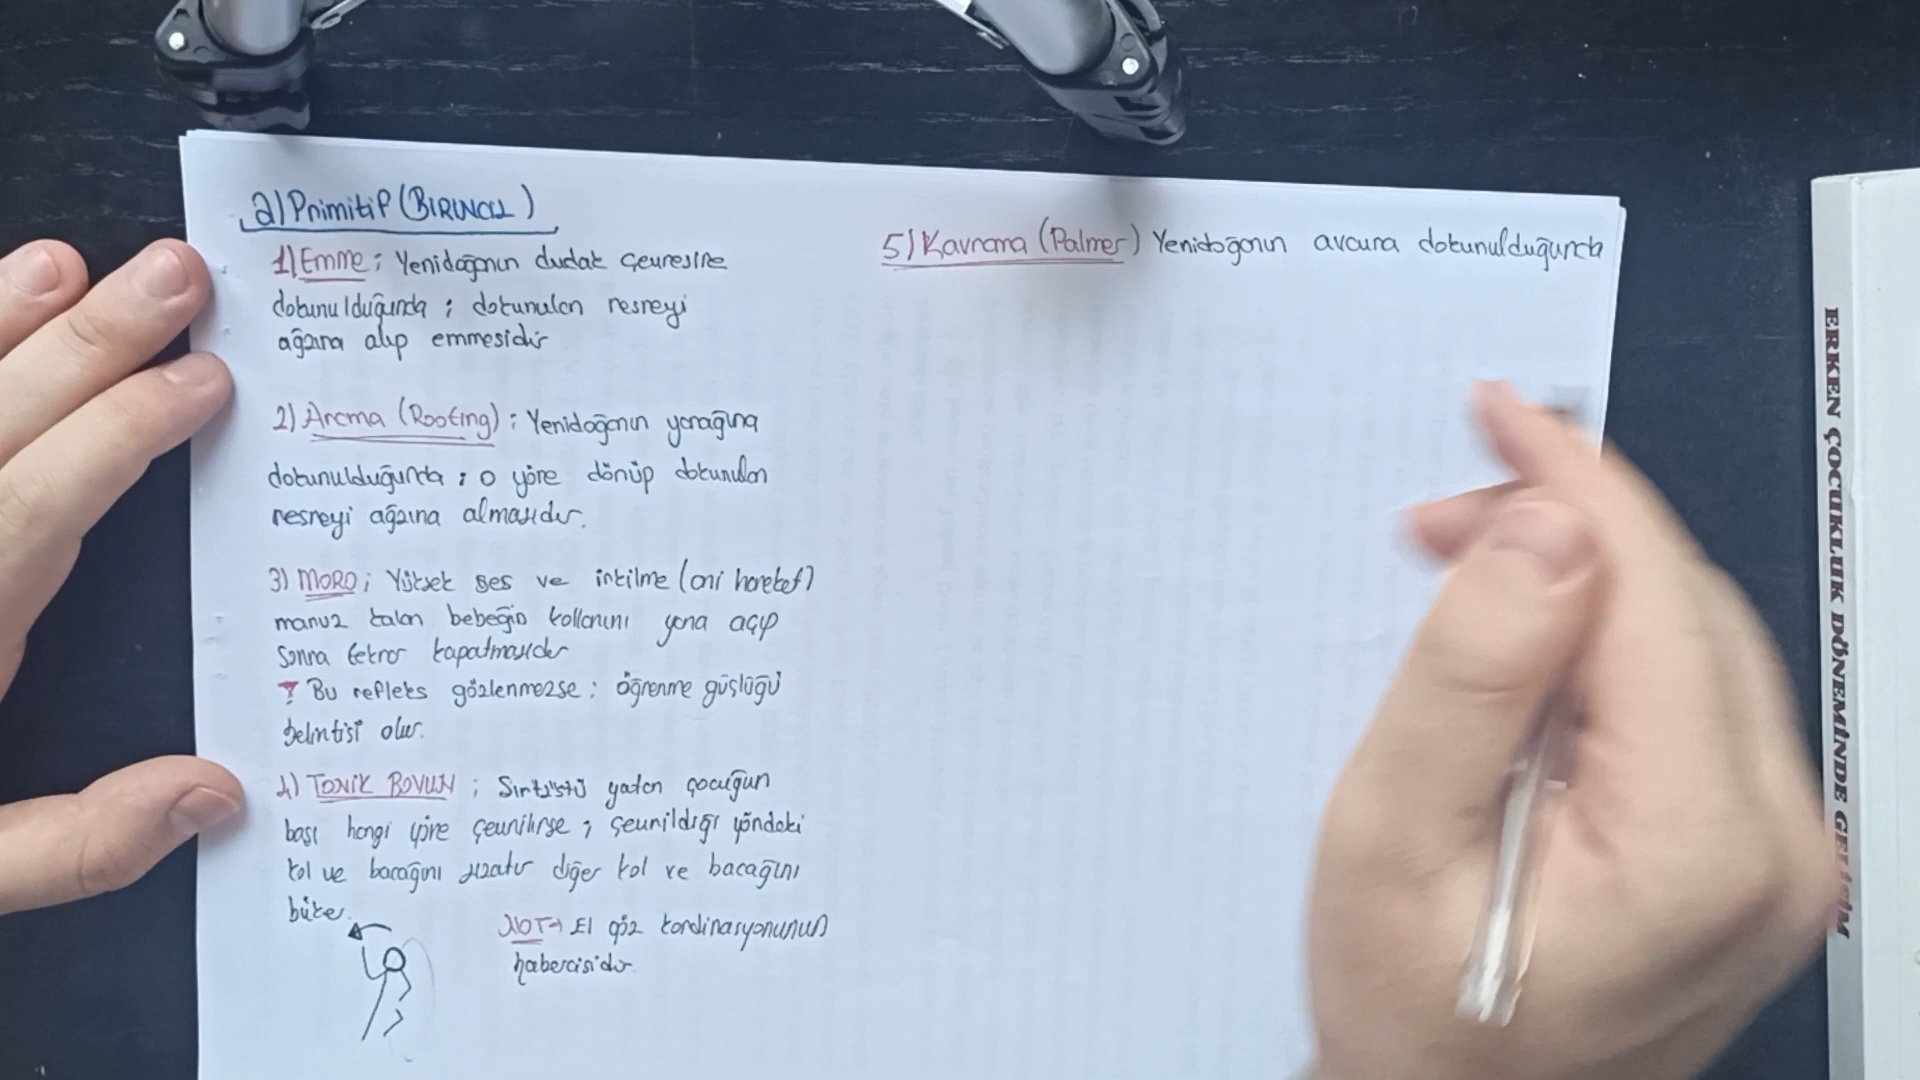 a) Primitif (BIRINCIL)
1) Emme ; Yenidoğanın dudak çevresine
dokunulduğunda ; dokunulan nesneyi
ağzına alıp emmesidir
2) Arama (Rooting) ; Yenidoğanın yanağına
dokunulduğunda ; o yöne dönüp dokunulan
nesneyi ağzına almasıdır.
3) MORO ; Yüksek ses ve irkilme (ani hareket)
maruz kalan bebeğin kollarını yana açıp
sonra tekrar kapatmasıdır
! Bu refleks gözlenmezse ; öğrenme güçlüğü
belirtisi olur.
4) TONİK BOYUN ; Sırtüstü yatan çocuğun
başı hangi yöne çevrilirse ; çevrildiği yöndeki
kol ve bacağını uzatır diğer kol ve bacağını
büker.
NOT→ El göz kordinasyonunun
habercisidir.
5) Kavrama (Palmer) Yenidoğanın avcuna dokunulduğunda
ERKEN ÇOCUKLUK DÖNEMİNDE GELİŞİM